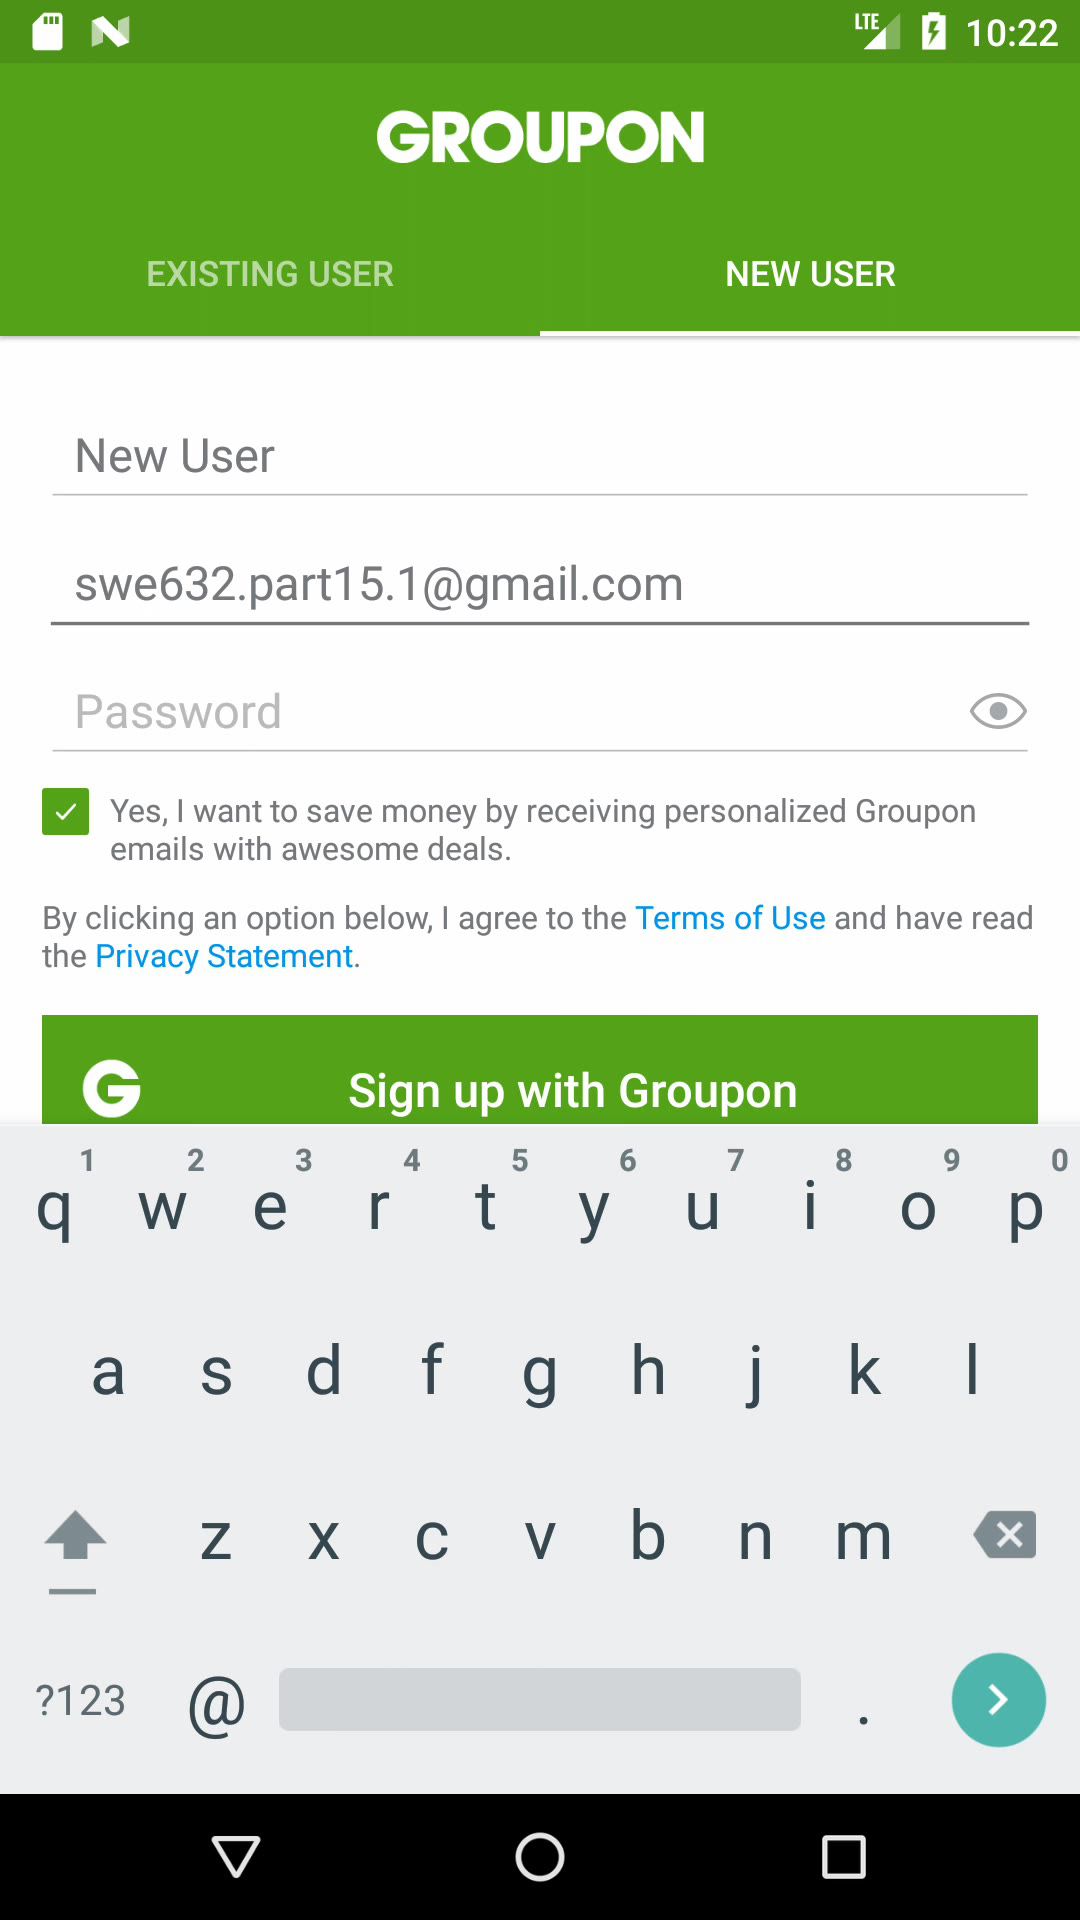 LTE 10:22
GROUPON
EXISTING USER NEW USER
New User
swe632.part15.1@gmail.com
Password
Yes, I want to save money by receiving personalized Groupon
emails with awesome deals.
By clicking an option below, I agree to the Terms of Use and have read
the Privacy Statement.
G Sign up with Groupon
1 2 3 4 5 6 7 8 9 0
q w e r t y u i o p
a s d f g h j k l
z x c v b n m
?123 @ .